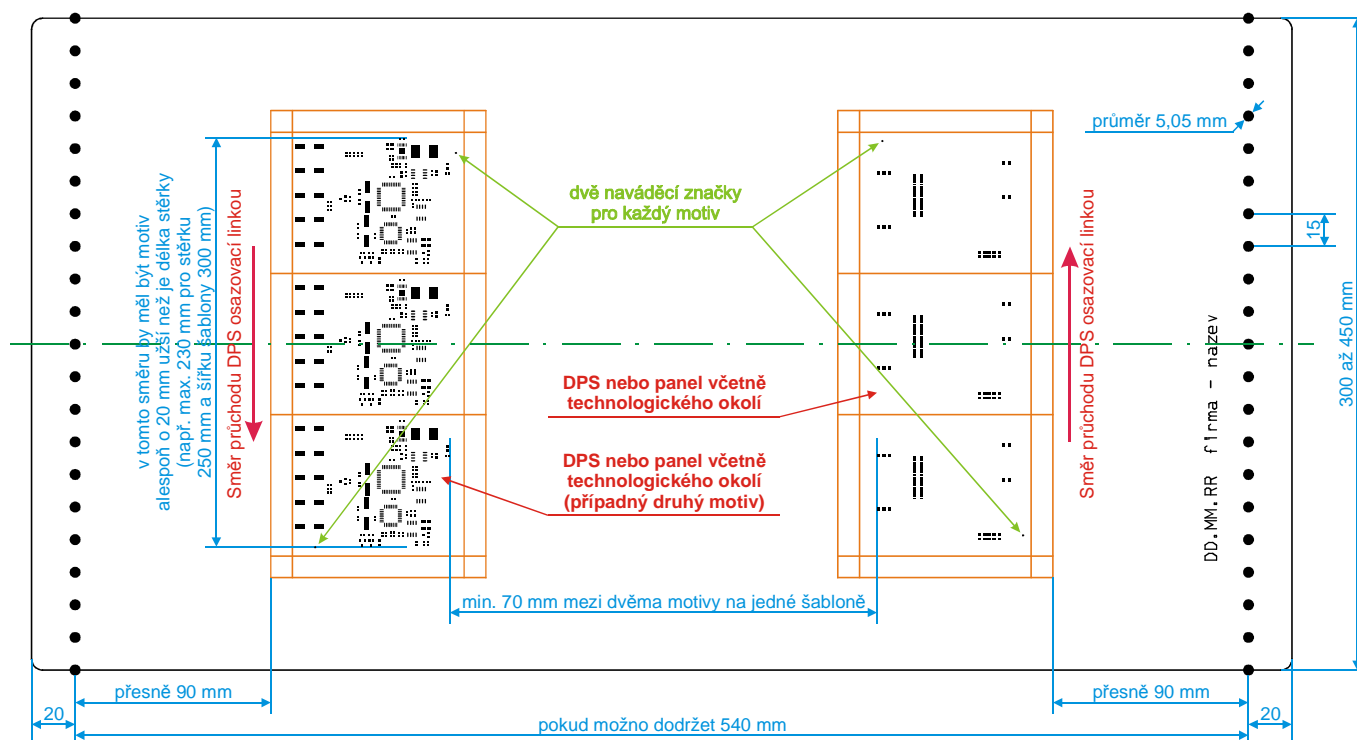 průměr 5,05 mm
dvě naváděcí značky
pro každý motiv
v tomto směru by měl být motiv
alespoň o 20 mm užší než je délka stěrky
(např. max. 230 mm pro stěrku
250 mm a šířku šablony 300 mm)
Směr průchodu DPS osazovací linkou
DPS nebo panel včetně
technologického okolí
DPS nebo panel včetně
technologického okolí
(případný druhý motiv)
Směr průchodu DPS osazovací linkou
15
300 až 450 mm
DD.MM.RR firma - nazev
min. 70 mm mezi dvěma motivy na jedné šabloně
přesně 90 mm
přesně 90 mm
20
pokud možno dodržet 540 mm
20